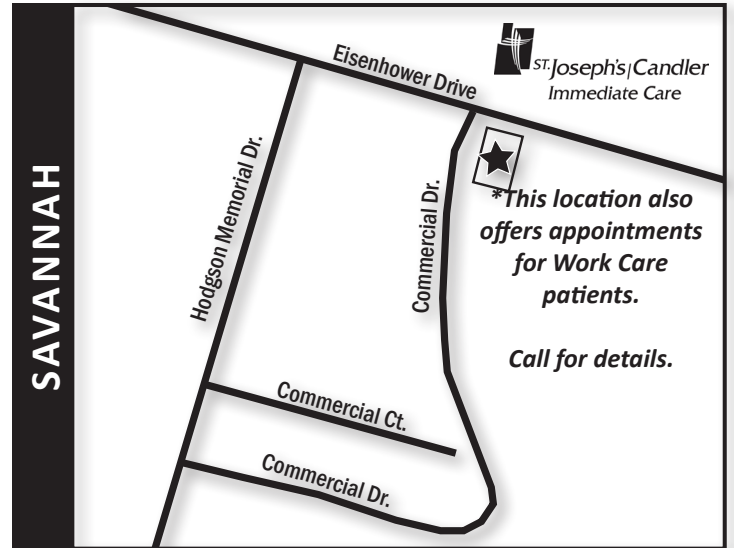 SAVANNAH
Eisenhower Drive
ST. Joseph's|Candler
Immediate Care
Hodgson Memorial Dr.
Commercial Dr.
*This location also
offers appointments
for Work Care
patients.
Call for details.
Commercial Ct.
Commercial Dr.